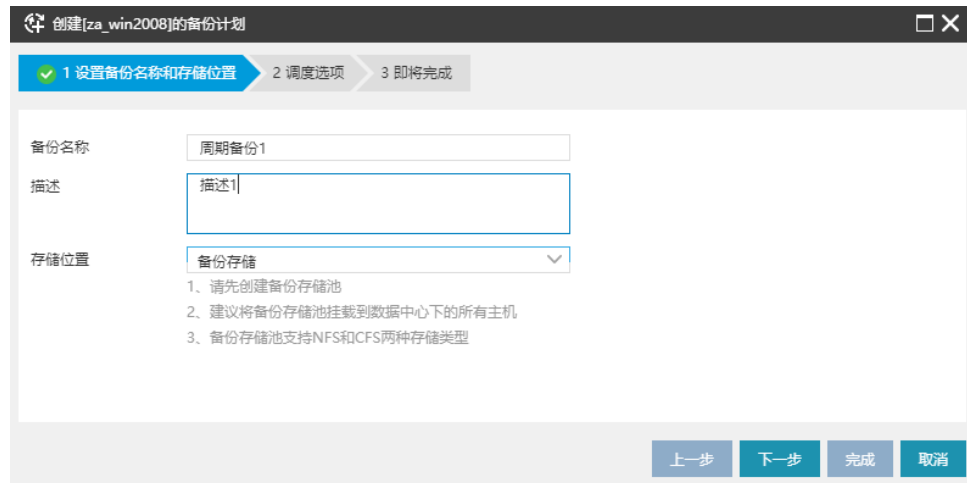 创建[za_win2008]的备份计划
1 设置备份名称和存储位置 2 调度选项 3 即将完成
备份名称 周期备份1
描述 描述1
存储位置 备份存储
1、请先创建备份存储池
2、建议将备份存储池挂载到数据中心下的所有主机
3、备份存储池支持NFS和CFS两种存储类型
上一步 下一步 完成 取消